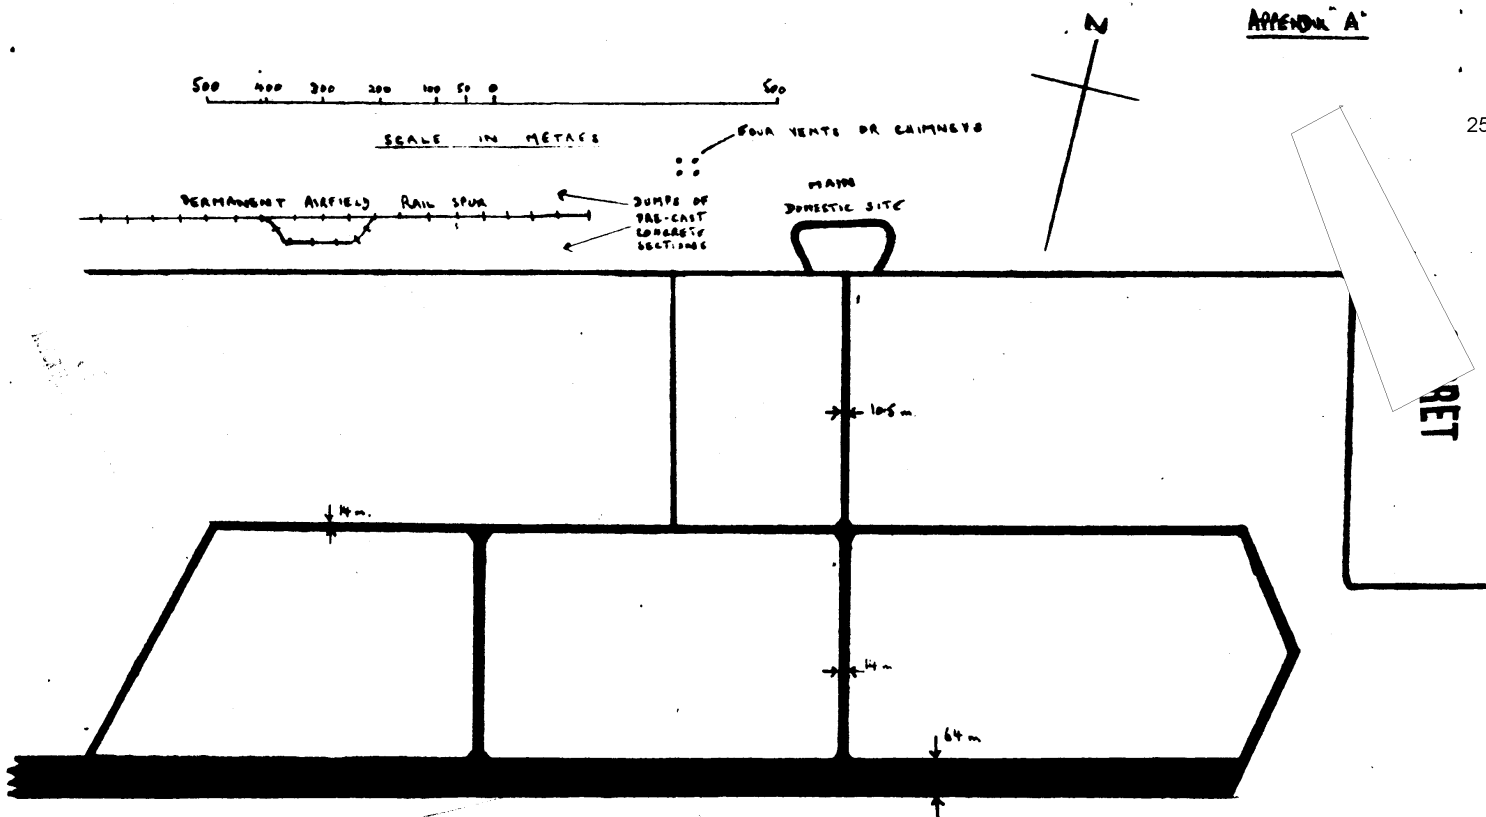 APPENDIX "A"
N
25
500 400 300 200 100 50 0 500
SCALE IN METRES
FOUR VENTS OR CHIMNEYS
PERMANENT AIRFIELD RAIL SPUR
DUMPS OF
PRE-CAST
CONCRETE
SECTIONS
MAIN
DOMESTIC SITE
RET
14 m.
14 m
64 m